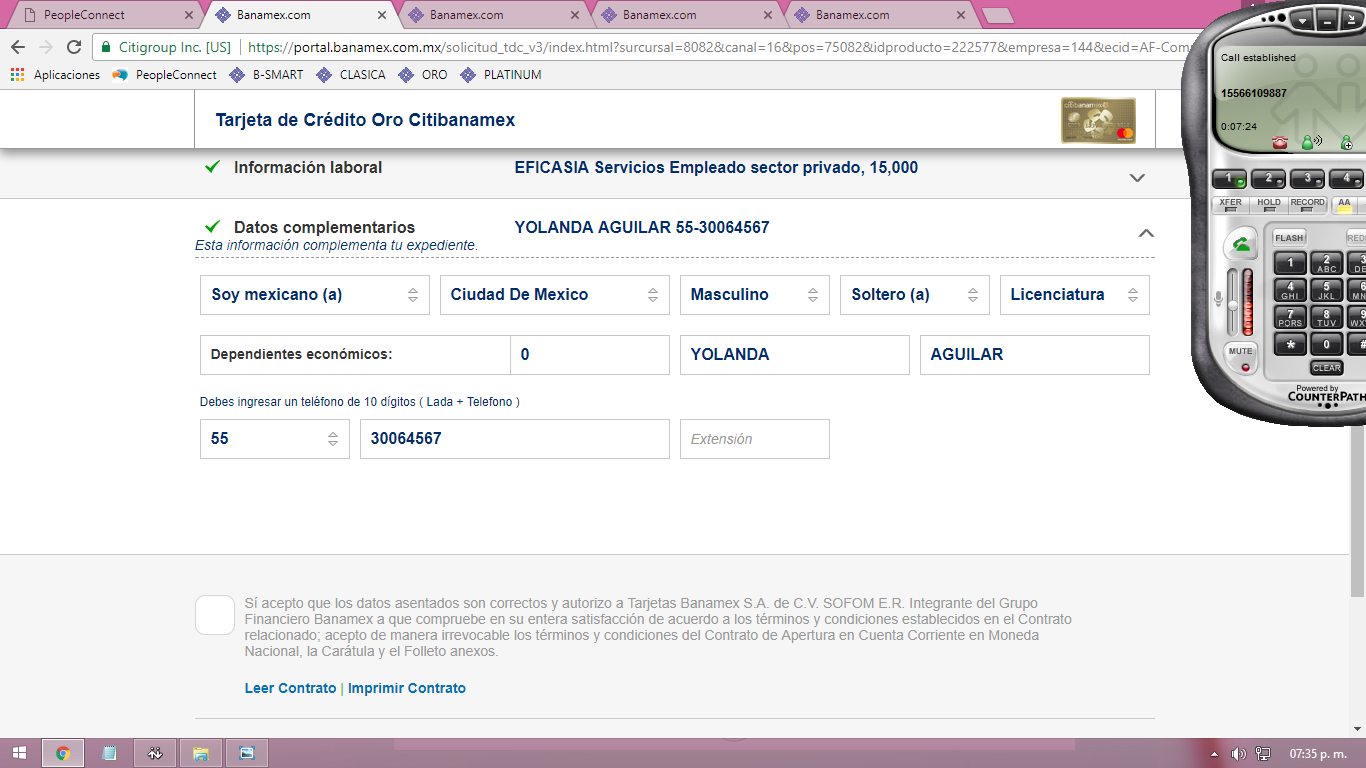 PeopleConnect
Banamex.com
Banamex.com
Banamex.com
Banamex.com
Citigroup Inc. [US]
https://portal.banamex.com.mx/solicitud_tdc_v3/index.html?sursursal=8082&canal=16&pos=75082&idproducto=222577&empresa=144&ecid=AF-Com
Aplicaciones
PeopleConnect
B-SMART
CLASICA
ORO
PLATINUM
Tarjeta de Crédito Oro Citibanamex
citibanamex
mastercard
Información laboral
EFICASIA Servicios Empleado sector privado, 15,000
Datos complementarios
YOLANDA AGUILAR 55-30064567
Esta información complementa tu expediente.
Soy mexicano (a)
Ciudad De Mexico
Masculino
Soltero (a)
Licenciatura
Dependientes económicos:
0
YOLANDA
AGUILAR
Debes ingresar un teléfono de 10 dígitos ( Lada + Telefono )
55
30064567
Extensión
Sí acepto que los datos asentados son correctos y autorizo a Tarjetas Banamex S.A. de C.V. SOFOM E.R. Integrante del Grupo
Financiero Banamex a que compruebe en su entera satisfacción de acuerdo a los términos y condiciones establecidos en el Contrato
relacionado; acepto de manera irrevocable los términos y condiciones del Contrato de Apertura en Cuenta Corriente en Moneda
Nacional, la Carátula y el Folleto anexos.
Leer Contrato | Imprimir Contrato
Call established
15566109887
0:07:24
1
2
3
4
XFER
HOLD
RECORD
AA
FLASH
RED
1
2 ABC
3 DE
4 GHI
5 JKL
6 MN
7 PQRS
8 TUV
9 WX
*
0
#
MUTE
CLEAR
Powered by
COUNTERPATH
07:35 p. m.